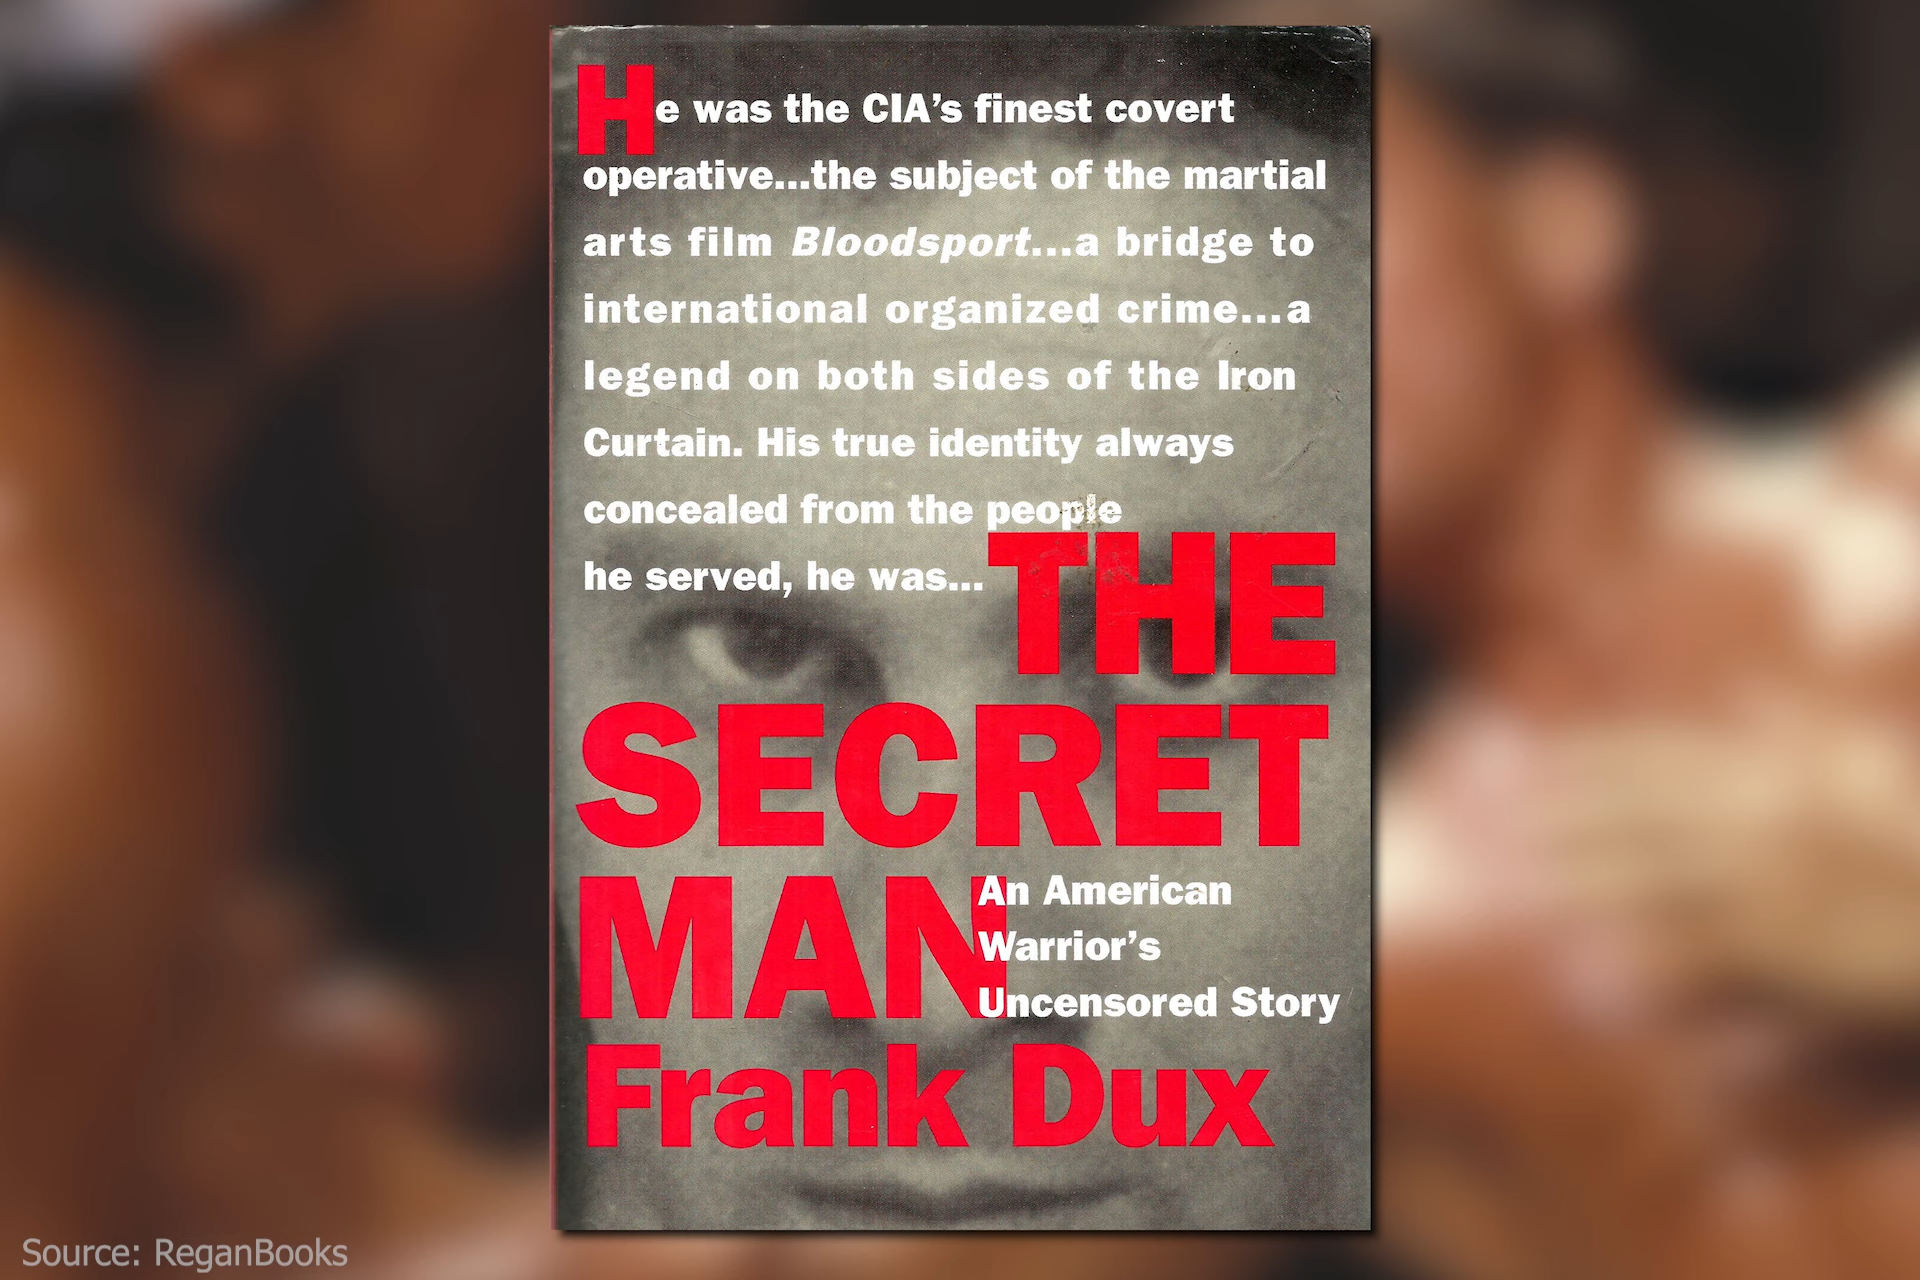 He was the CIA’s finest covert
operative...the subject of the martial
arts film Bloodsport...a bridge to
international organized crime...a
legend on both sides of the Iron
Curtain. His true identity always
concealed from the people
he served, he was...
THE
SECRET
MAN
An American
Warrior’s
Uncensored Story
Frank Dux
Source: ReganBooks